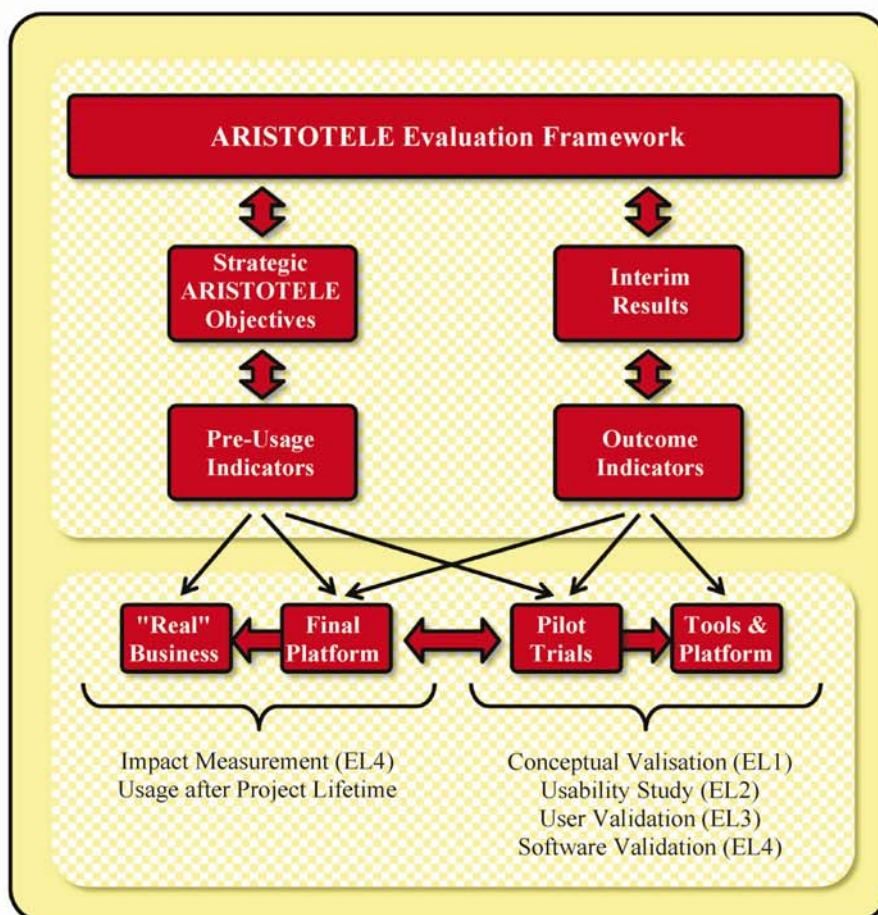 ARISTOTELE Evaluation Framework
Strategic
ARISTOTELE
Objectives
Interim
Results
Pre-Usage
Indicators
Outcome
Indicators
"Real"
Business
Final
Platform
Pilot
Trials
Tools &
Platform
Impact Measurement (EL4)
Usage after Project Lifetime
Conceptual Valisation (EL1)
Usability Study (EL2)
User Validation (EL3)
Software Validation (EL4)